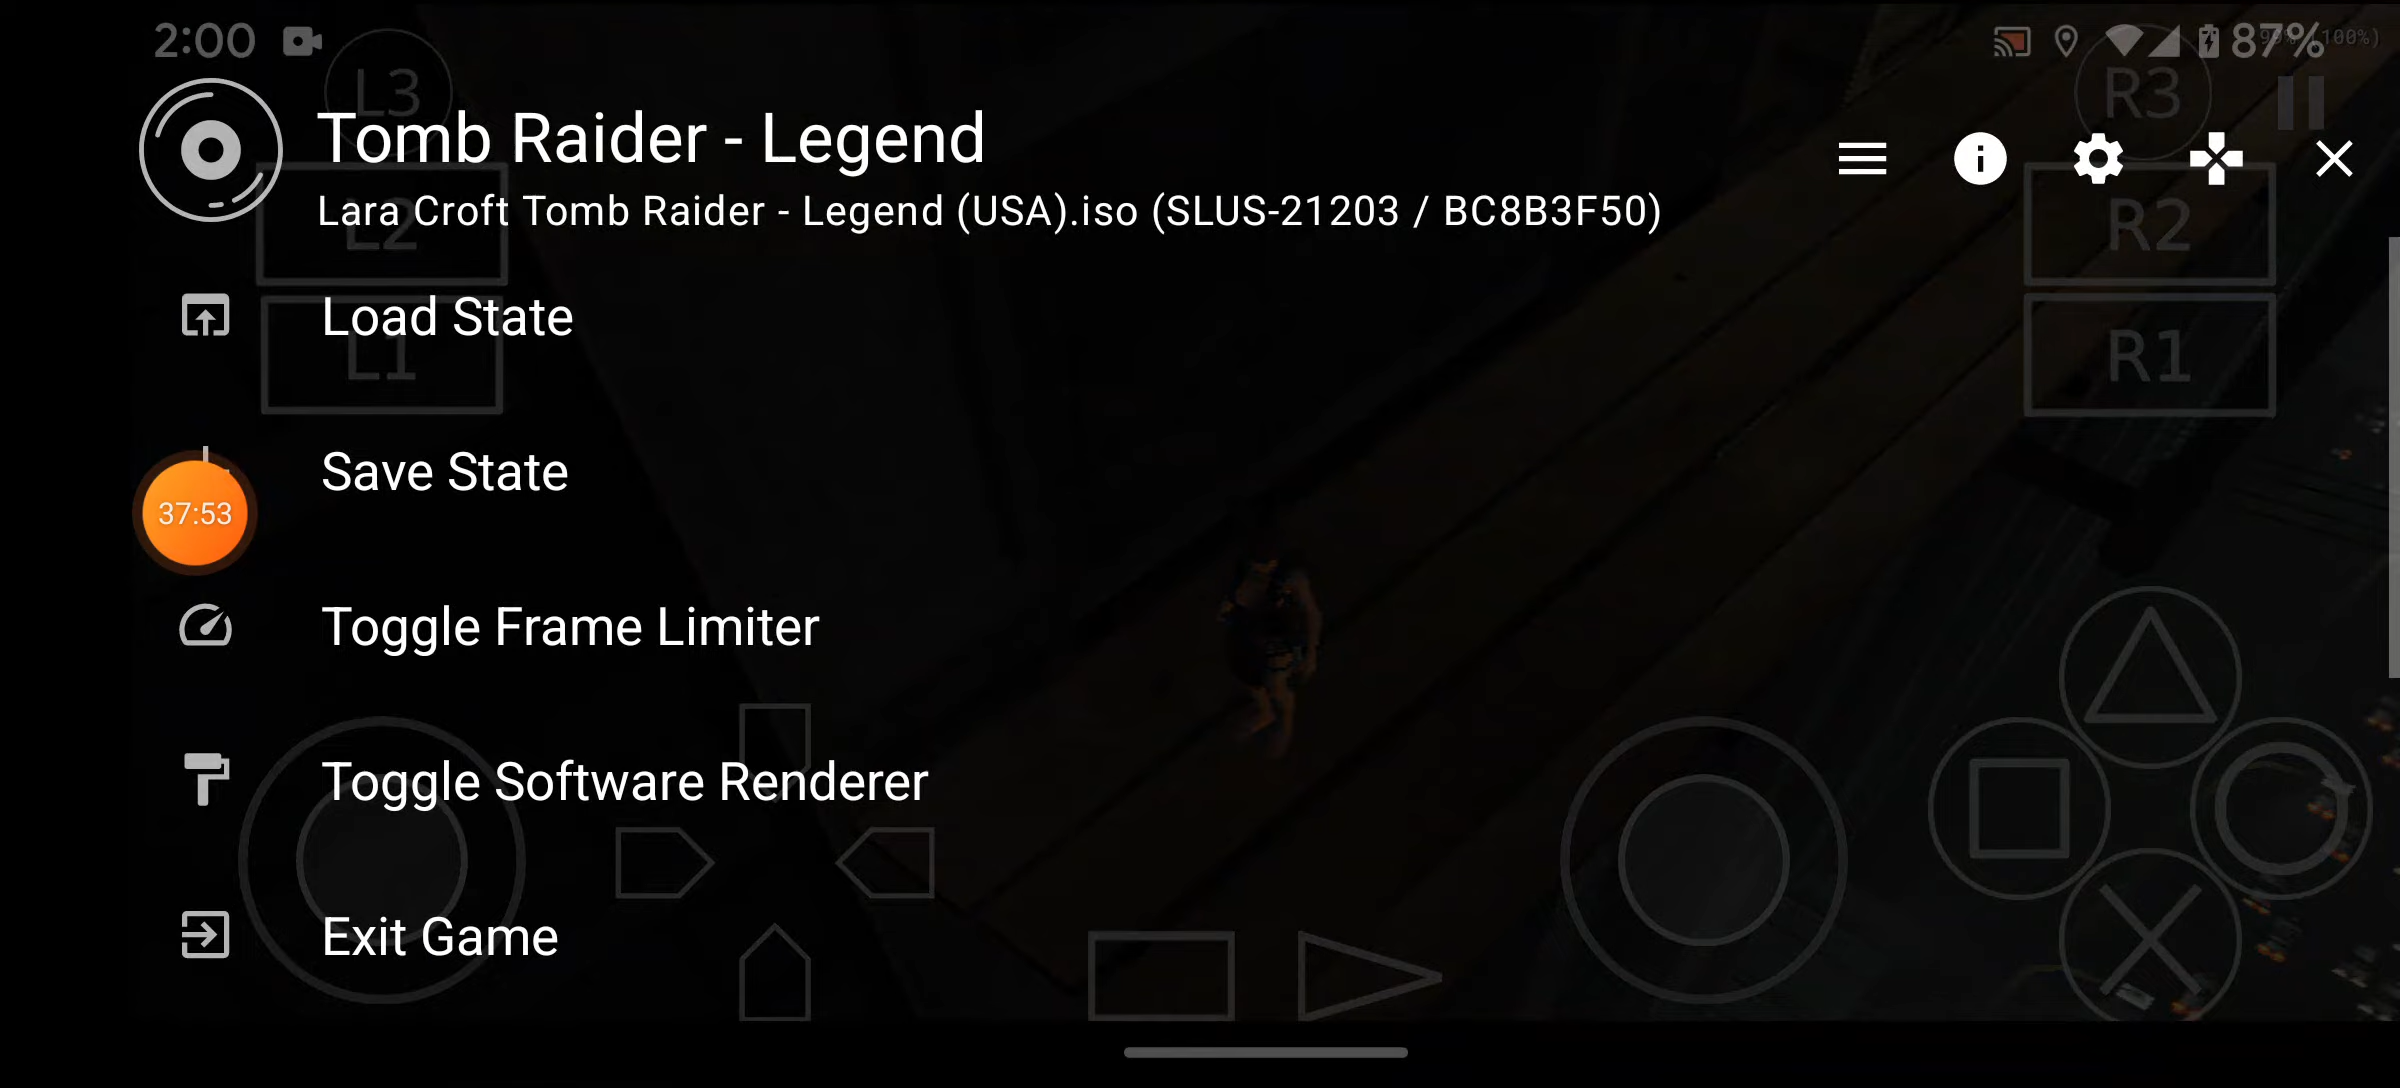 2:00
87%
100%)
L3
R3
Tomb Raider - Legend
Lara Croft Tomb Raider - Legend (USA).iso (SLUS-21203 / BC8B3F50)
L2
R2
Load State
L1
R1
Save State
37:53
Toggle Frame Limiter
Toggle Software Renderer
Exit Game